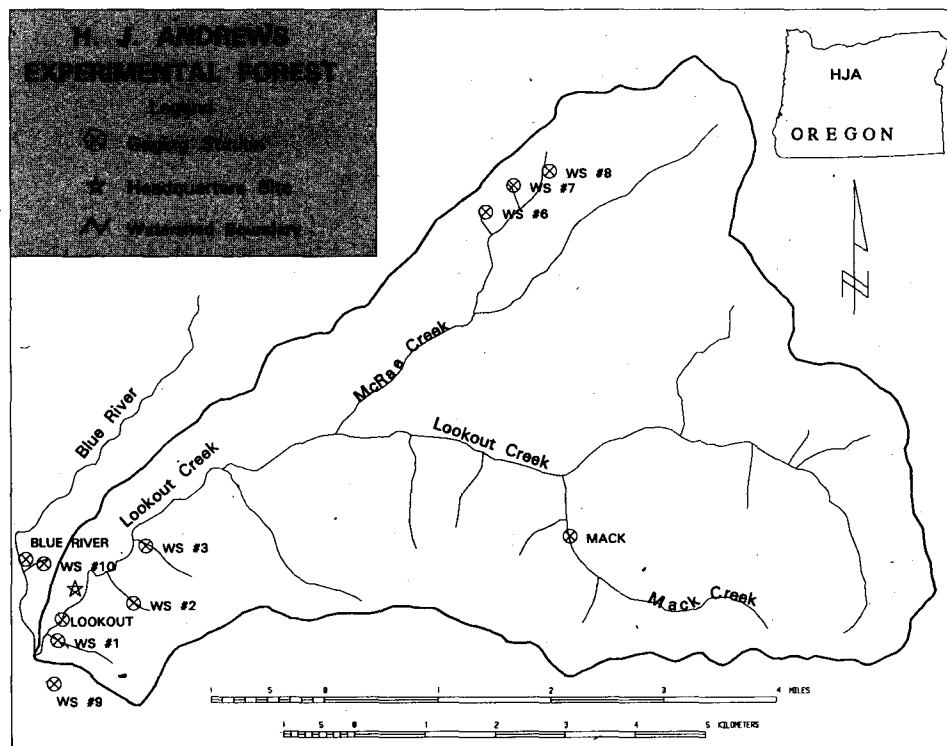 H. J. ANDREWS
EXPERIMENTAL FOREST
Legend
Gaging Station
Headquarters Site
Watershed Boundary
HJA
OREGON
WS #8
WS #7
WS #6
McRae Creek
Blue River
Lookout Creek
Lookout Creek
BLUE RIVER
WS #10
WS #3
MACK
WS #2
Mack Creek
LOOKOUT
WS #1
WS #9
1 .5 0 1 2 3 4 MILES
1 .5 0 1 2 3 4 5 KILOMETERS